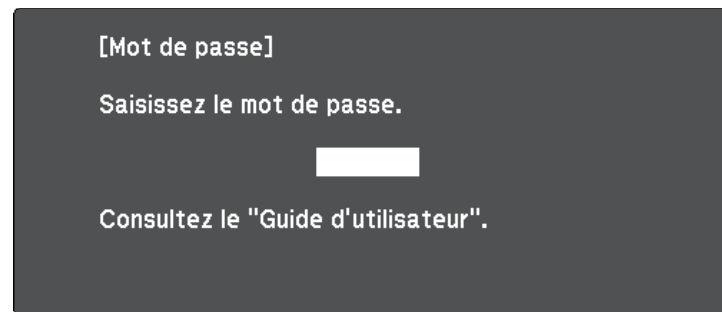 [Mot de passe]
Saisissez le mot de passe.
Consultez le "Guide d'utilisateur".